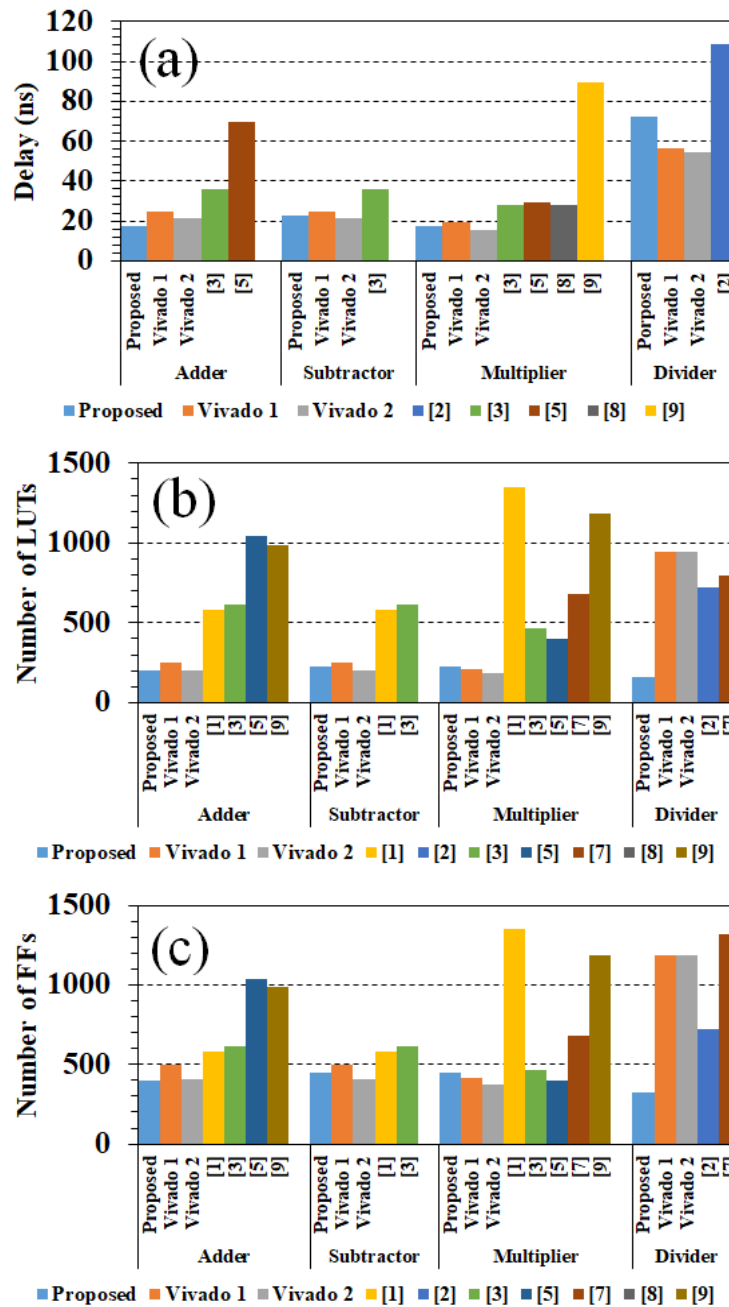 (a)
Delay (ns)
120
100
80
60
40
20
0
Proposed Vivado 1 Vivado 2 [3] [5] Proposed Vivado 1 Vivado 2 [3] Proposed Vivado 1 Vivado 2 [3] [5] [8] [9] Porposed Vivado 1 Vivado 2 [2]
Adder Subtractor Multiplier Divider
Proposed Vivado 1 Vivado 2 [2] [3] [5] [8] [9]
(b)
Number of LUTs
1500
1000
500
0
Proposed Vivado 1 Vivado 2 [1] [3] [5] [9] Proposed Vivado 1 Vivado 2 [1] [3] Proposed Vivado 1 Vivado 2 [1] [3] [5] [7] [9] Proposed Vivado 1 Vivado 2 [2] [7]
Adder Subtractor Multiplier Divider
Proposed Vivado 1 Vivado 2 [1] [2] [3] [5] [7] [8] [9]
(c)
Number of FFs
1500
1000
500
0
Proposed Vivado 1 Vivado 2 [1] [3] [5] [9] Proposed Vivado 1 Vivado 2 [1] [3] Proposed Vivado 1 Vivado 2 [1] [3] [5] [7] [9] Proposed Vivado 1 Vivado 2 [2] [7]
Adder Subtractor Multiplier Divider
Proposed Vivado 1 Vivado 2 [1] [2] [3] [5] [7] [8] [9]